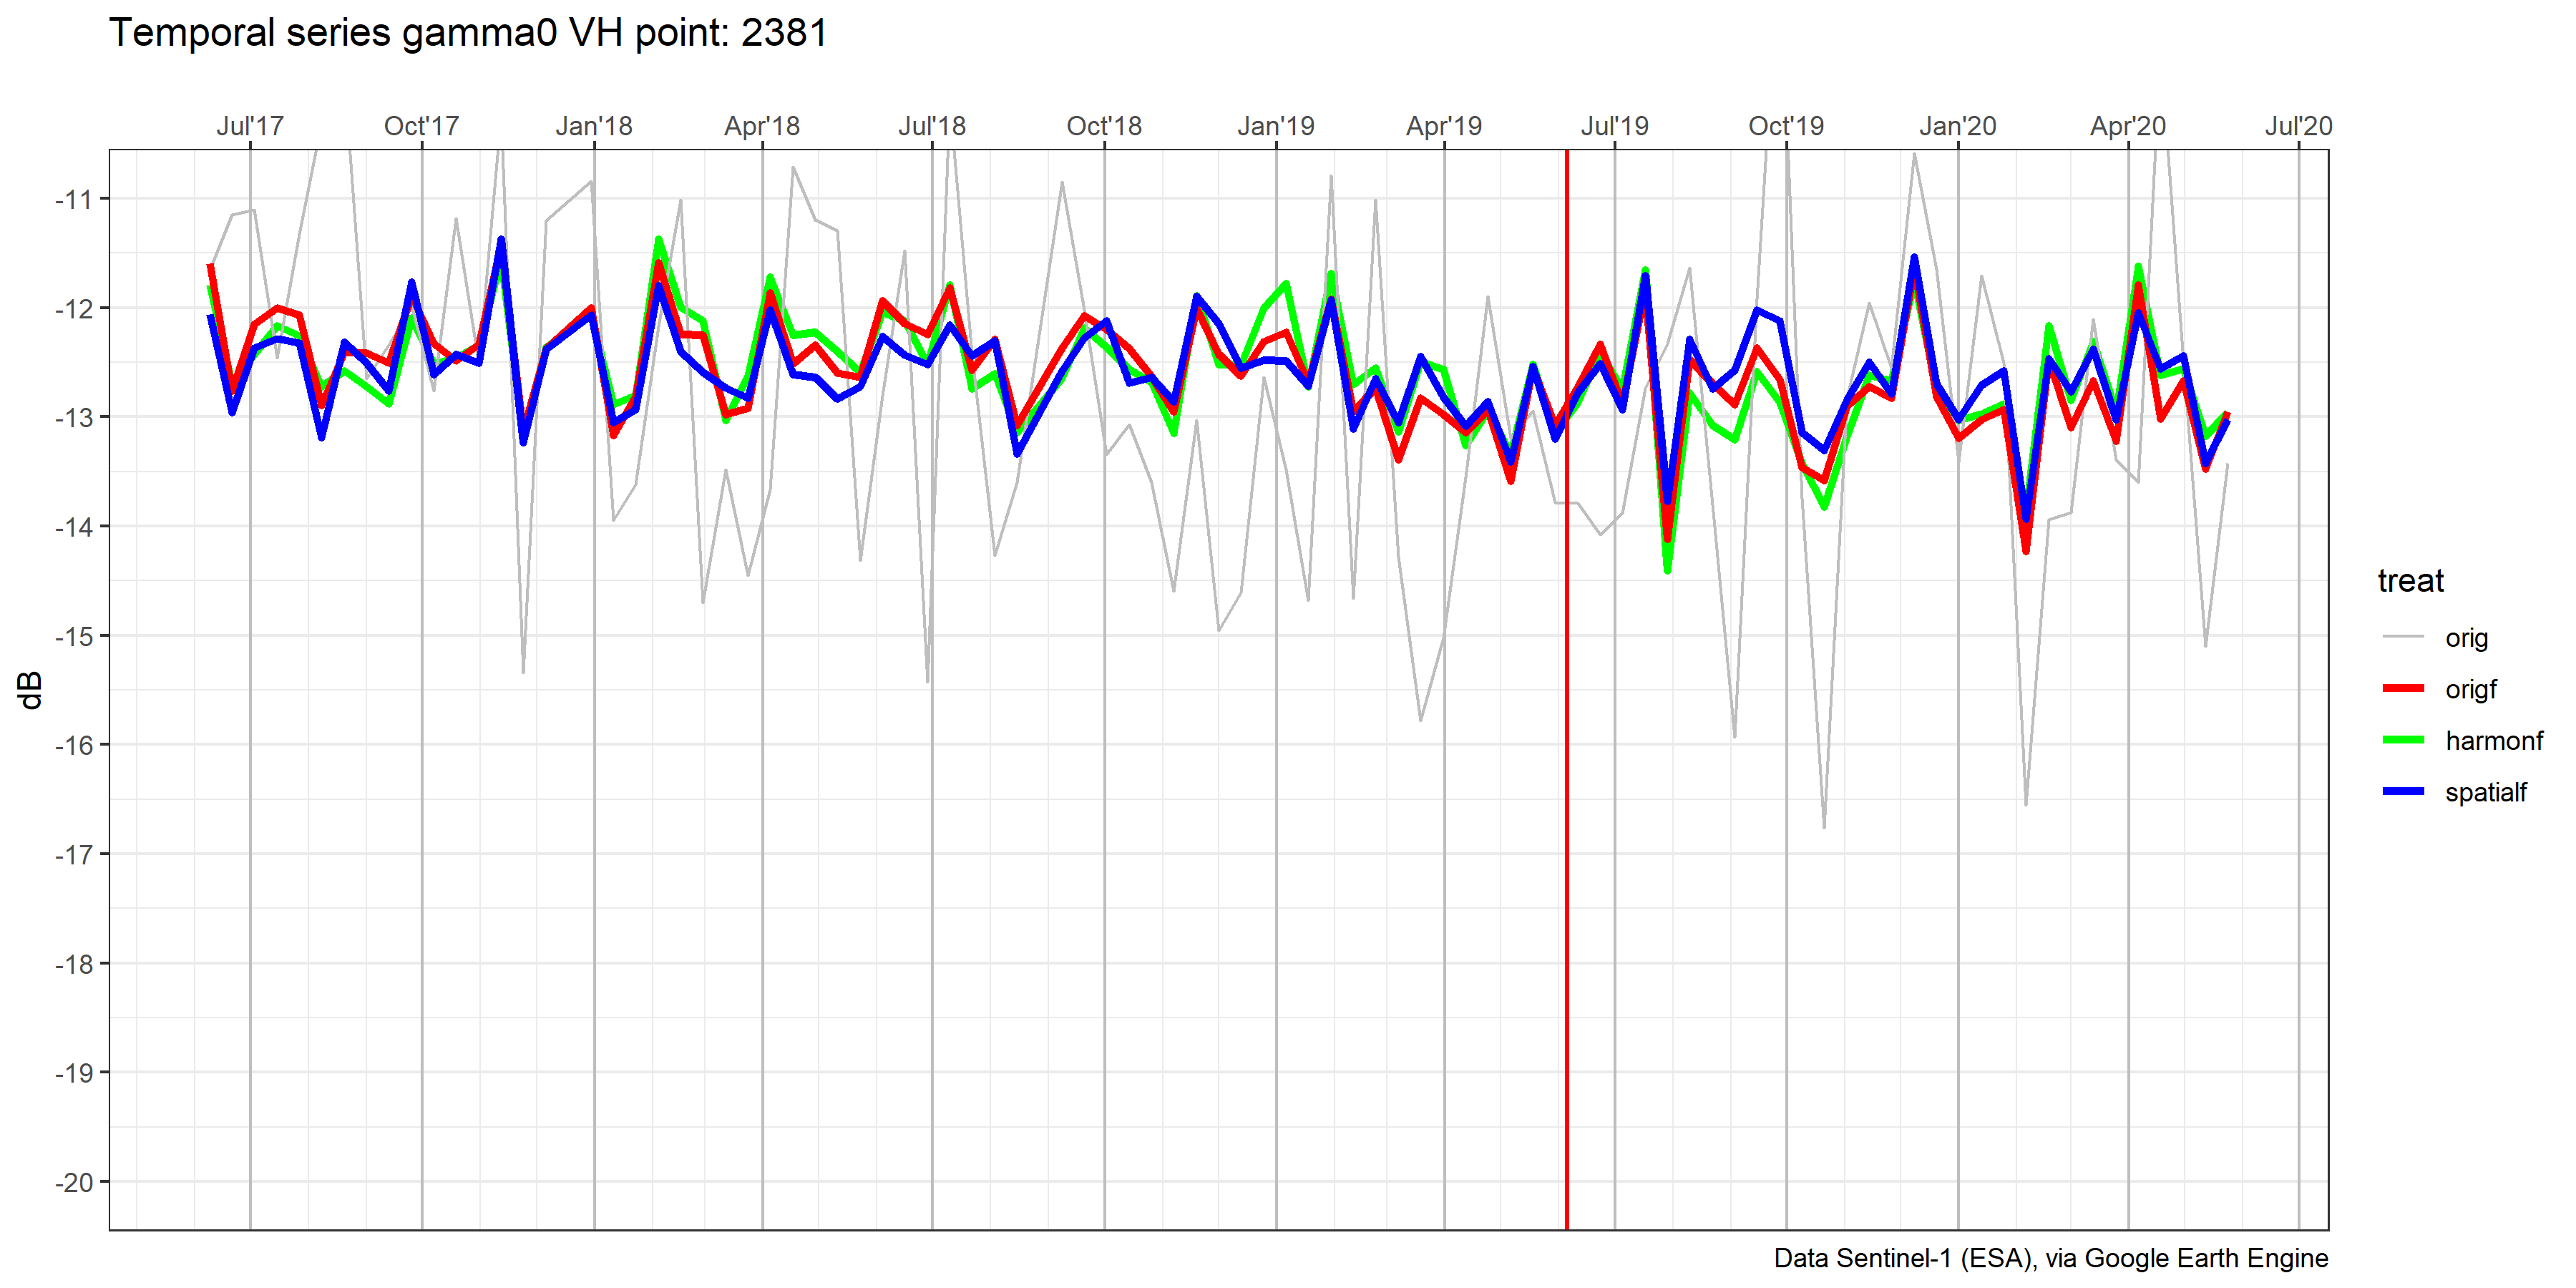 Temporal series gamma0 VH point: 2381
Jul'17 Oct'17 Jan'18 Apr'18 Jul'18 Oct'18 Jan'19 Apr'19 Jul'19 Oct'19 Jan'20 Apr'20 Jul'20
-11
-12
-13
-14
-15
-16
-17
-18
-19
-20
dB
treat
orig
origf
harmonf
spatialf
Data Sentinel-1 (ESA), via Google Earth Engine